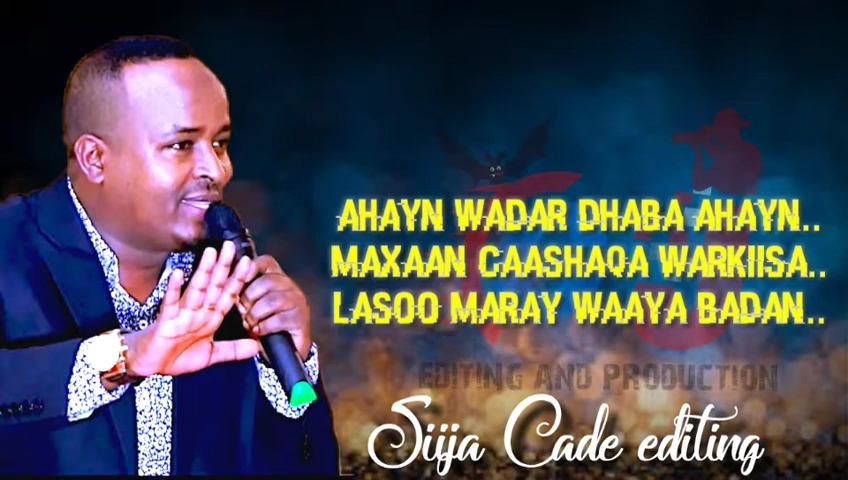 AHAYN WADAR DHABA AHAYN..
MAXAAN CAASHAQA WARKIISA..
LASOO MARAY WAAYA BADAN..
EDITING AND PRODUCTION
Siija Cade editing